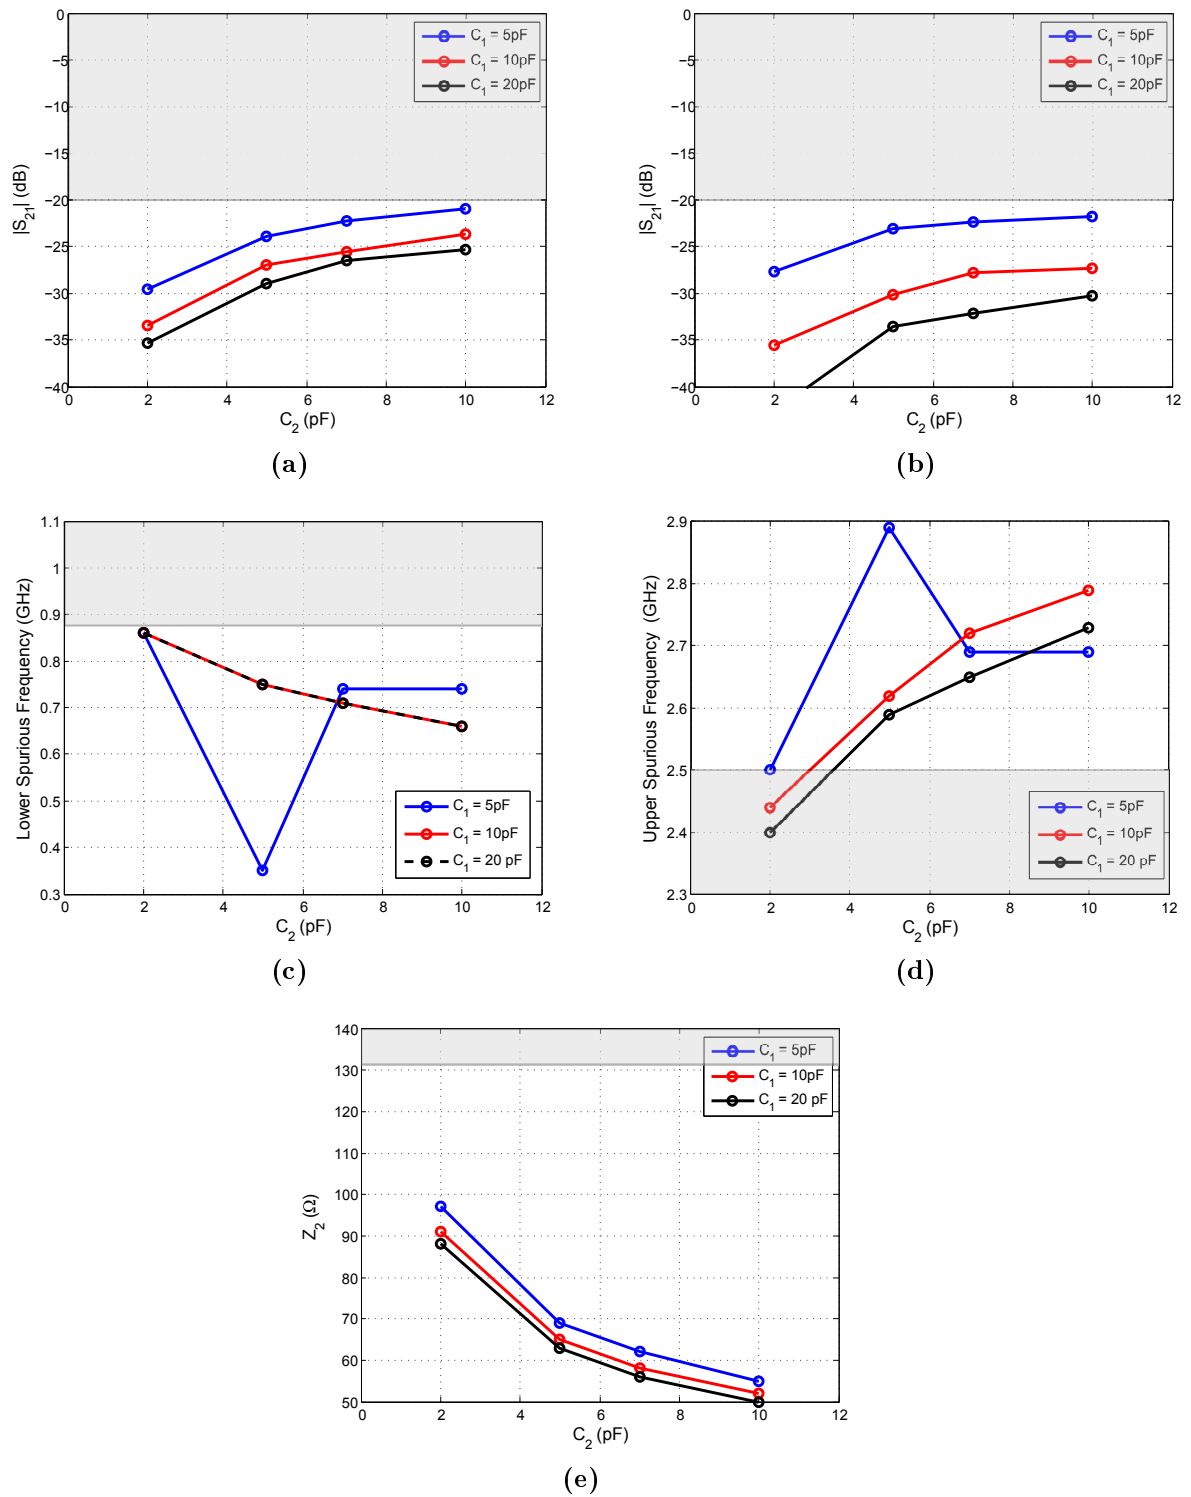 0
−5
−10
−15
−20
−25
−30
−35
−40
|S21| (dB)
C1 = 5pF
C1 = 10pF
C1 = 20pF
0 2 4 6 8 10 12
C2 (pF)
(a)
0
−5
−10
−15
−20
−25
−30
−35
−40
|S21| (dB)
C1 = 5pF
C1 = 10pF
C1 = 20pF
0 2 4 6 8 10 12
C2 (pF)
(b)
1.1
1
0.9
0.8
0.7
0.6
0.5
0.4
0.3
Lower Spurious Frequency (GHz)
C1 = 5pF
C1 = 10pF
C1 = 20 pF
0 2 4 6 8 10 12
C2 (pF)
(c)
2.9
2.8
2.7
2.6
2.5
2.4
2.3
Upper Spurious Frequency (GHz)
C1 = 5pF
C1 = 10pF
C1 = 20 pF
0 2 4 6 8 10 12
C2 (pF)
(d)
140
130
120
110
100
90
80
70
60
50
Z2 (Ω)
C1 = 5pF
C1 = 10pF
C1 = 20 pF
0 2 4 6 8 10 12
C2 (pF)
(e)